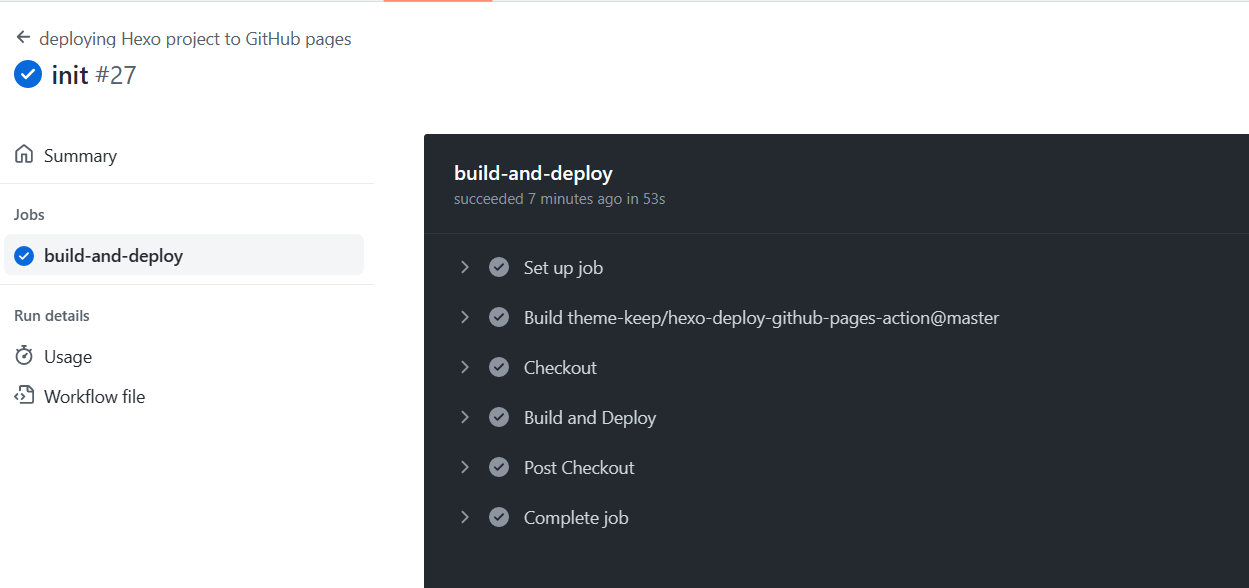 deploying Hexo project to GitHub pages
init #27
Summary
Jobs
build-and-deploy
Run details
Usage
Workflow file
build-and-deploy
succeeded 7 minutes ago in 53s
Set up job
Build theme-keep/hexo-deploy-github-pages-action@master
Checkout
Build and Deploy
Post Checkout
Complete job